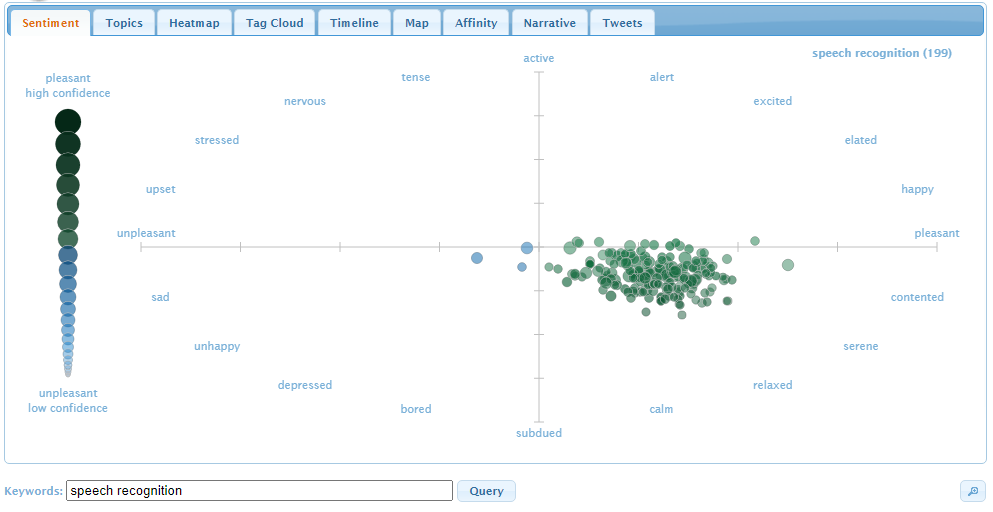 Sentiment Topics Heatmap Tag Cloud Timeline Map Affinity Narrative Tweets
speech recognition (199)
active
pleasant
high confidence
tense
alert
nervous
excited
stressed
elated
upset
happy
unpleasant
pleasant
sad
contented
unhappy
serene
depressed
relaxed
unpleasant
low confidence
bored
calm
subdued
Keywords: speech recognition Query